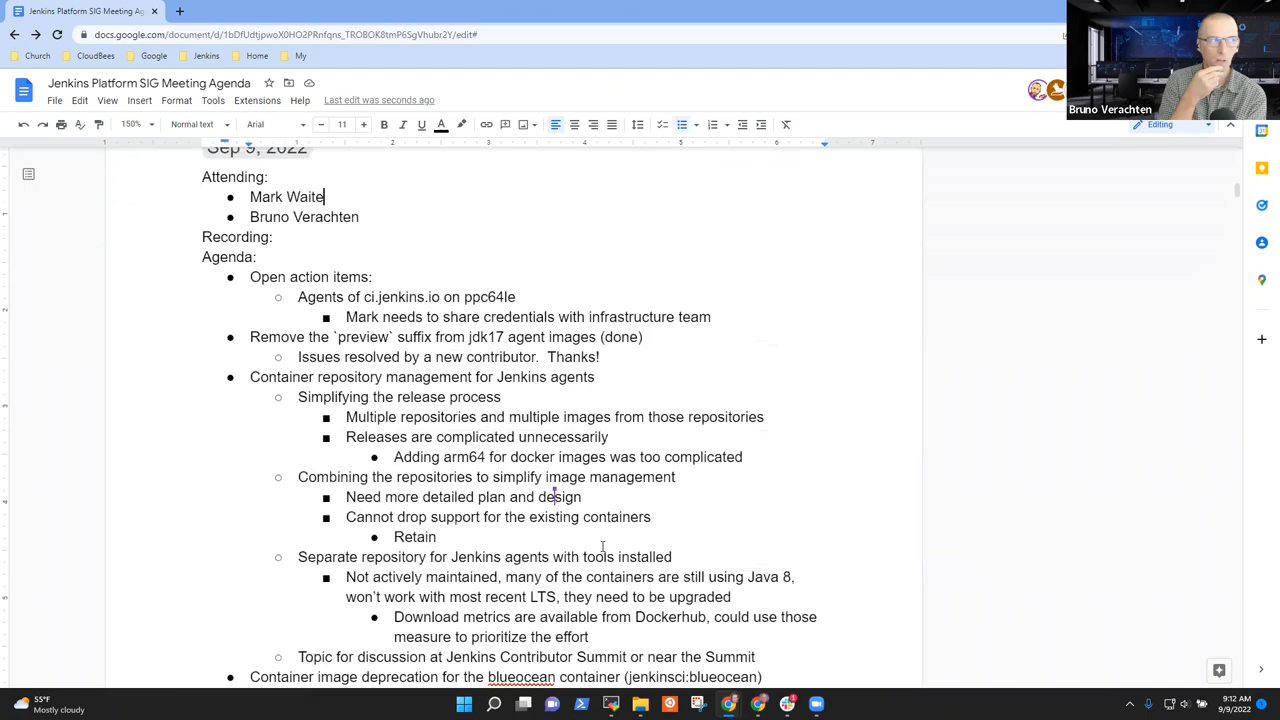 Jenkins Platform SIG Meeting Ag
docs.google.com/document/d/1bDfUdtjpwoX0HO2PRnfqns_TROBOK8tmP6SgVhubr2Y/edit#
Church
CloudBees
Google
Jenkins
Home
My
Bruno Verachten
Jenkins Platform SIG Meeting Agenda
File Edit View Insert Format Tools Extensions Help Last edit was seconds ago
150% Normal text Arial 11 Editing
1 1 2 3 4 5 6 7
Sep 9, 2022
Attending:
● Mark Waite
● Bruno Verachten
Recording:
Agenda:
● Open action items:
○ Agents of ci.jenkins.io on ppc64le
■ Mark needs to share credentials with infrastructure team
● Remove the `preview` suffix from jdk17 agent images (done)
○ Issues resolved by a new contributor.  Thanks!
● Container repository management for Jenkins agents
○ Simplifying the release process
■ Multiple repositories and multiple images from those repositories
■ Releases are complicated unnecessarily
● Adding arm64 for docker images was too complicated
○ Combining the repositories to simplify image management
■ Need more detailed plan and design
■ Cannot drop support for the existing containers
● Retain
○ Separate repository for Jenkins agents with tools installed
■ Not actively maintained, many of the containers are still using Java 8,
won't work with most recent LTS, they need to be upgraded
● Download metrics are available from Dockerhub, could use those
measure to prioritize the effort
○ Topic for discussion at Jenkins Contributor Summit or near the Summit
● Container image deprecation for the blueocean container (jenkinsci:blueocean)
55°F
Mostly cloudy
9:12 AM
9/9/2022